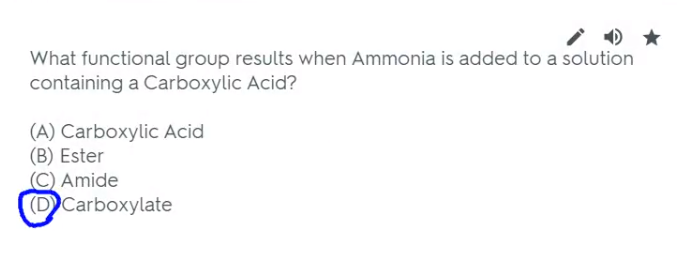 What functional group results when Ammonia is added to a solution
containing a Carboxylic Acid?
(A) Carboxylic Acid
(B) Ester
(C) Amide
(D) Carboxylate